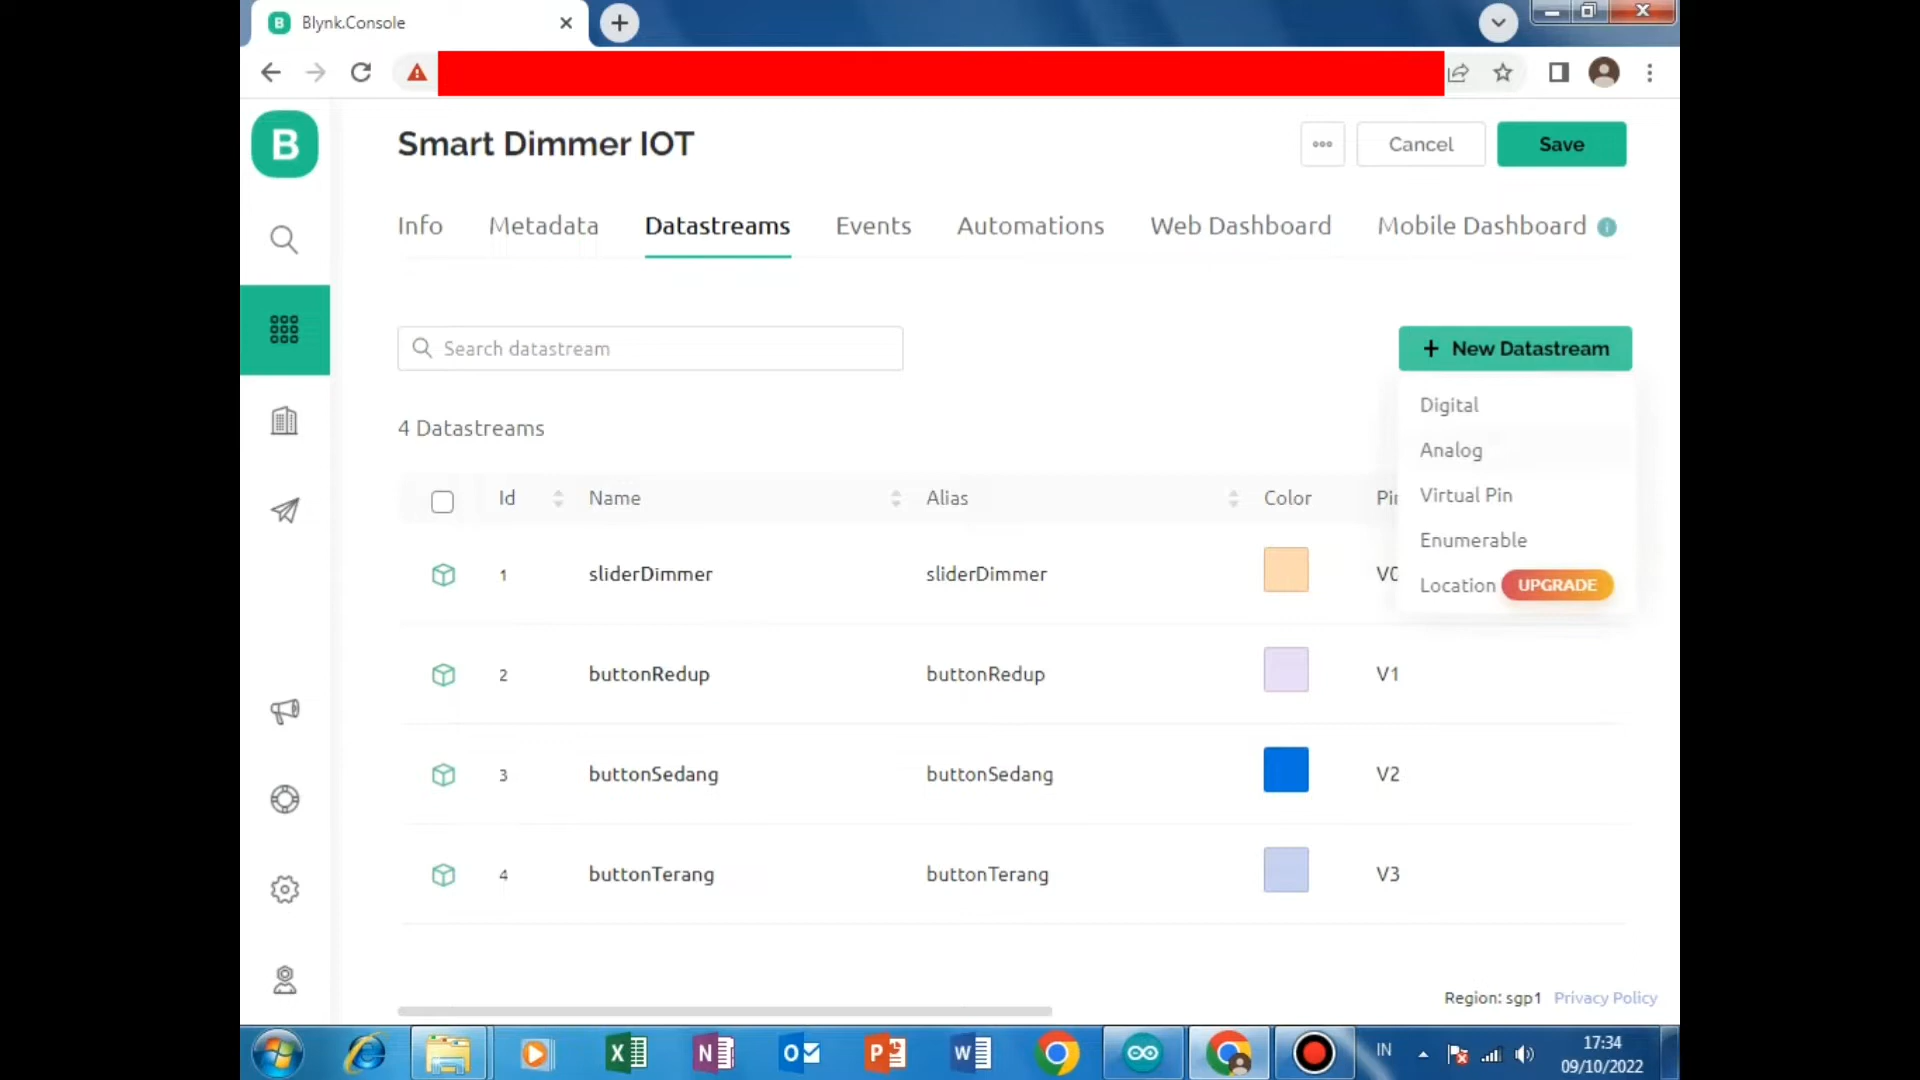 B Blynk.Console
B
Smart Dimmer IOT
Cancel
Save
Info Metadata Datastreams Events Automations Web Dashboard Mobile Dashboard i
Search datastream
+ New Datastream
Digital
Analog
Virtual Pin
Enumerable
Location UPGRADE
4 Datastreams
Id Name Alias Color Pin
1 sliderDimmer sliderDimmer V0
2 buttonRedup buttonRedup V1
3 buttonSedang buttonSedang V2
4 buttonTerang buttonTerang V3
Region: sgp1 Privacy Policy
IN
17:34
09/10/2022